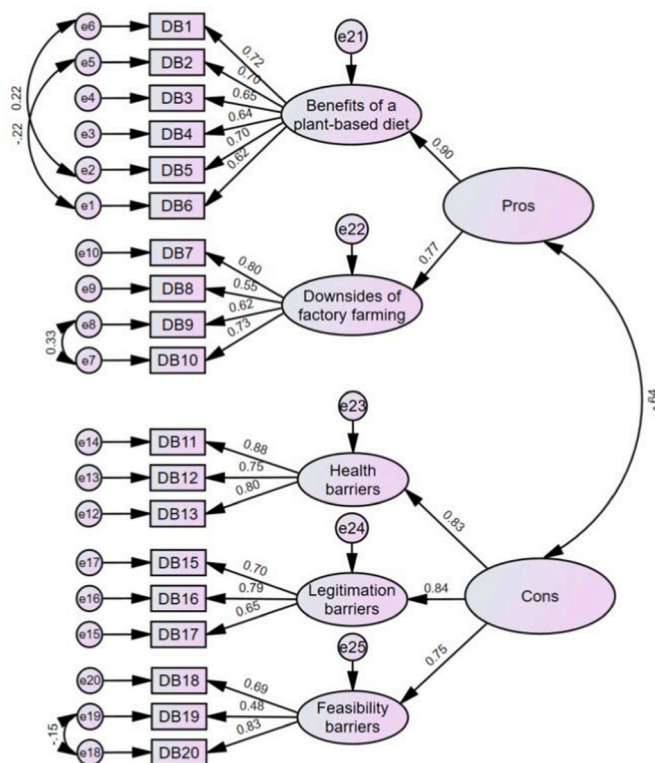 e6 DB1
e21
0.72
e5 DB2
0.70
0.22
e4 DB3
0.65
Benefits of a
plant-based diet
e3 DB4
0.64
-.22
0.70
e2 DB5
0.62
0.90
e1 DB6
Pros
e22
e10 DB7
0.80
0.77
e9 DB8
0.55
Downsides of
factory farming
e8 DB9
0.62
0.33
0.73
e7 DB10
-.64
e23
e14 DB11
0.88
e13 DB12
0.75
Health
barriers
e12 DB13
0.80
0.83
e24
e17 DB15
0.70
e16 DB16
0.79
Legitimation
barriers
0.84
Cons
e15 DB17
0.65
e25
0.75
e20 DB18
0.69
e19 DB19
0.48
Feasibility
barriers
-.15
0.83
e18 DB20